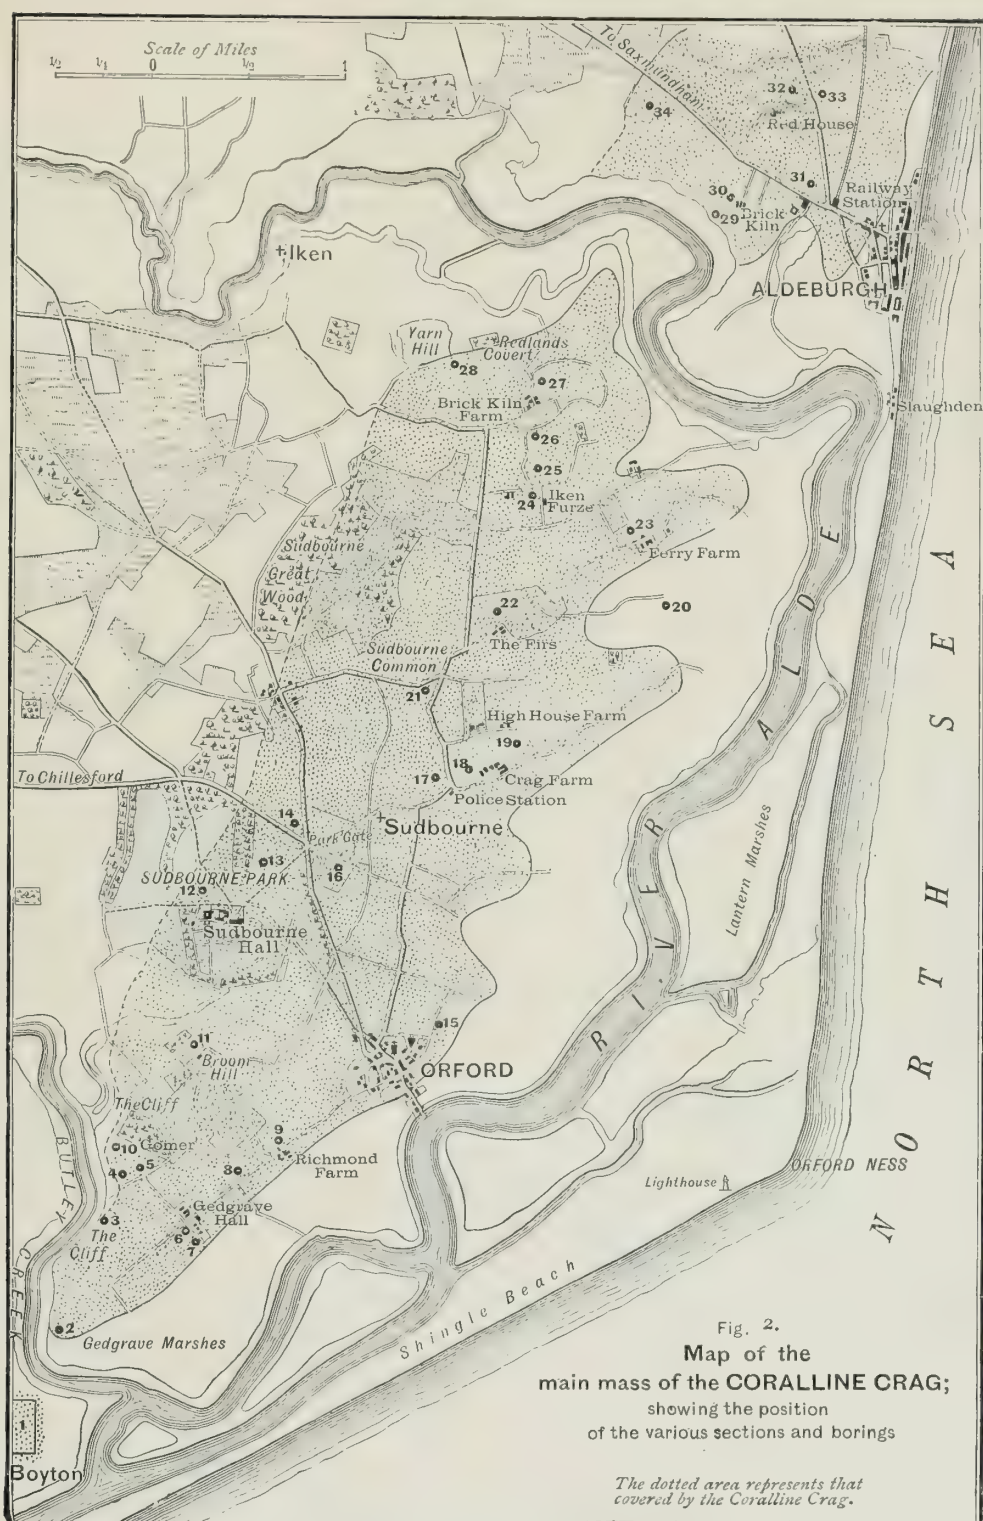 Scale of Miles
1/2 1/4 0 1/2 1
To Saxmundham
32
33
34
Red House
31
Railway
Station
30
29
Brick
Kiln
Iken
ALDEBURGH
Yarn
Hill
Redlands
Covert
28
27
Brick Kiln
Farm
Slaughden
26
25
24
Iken
Furze
23
Ferry Farm
Sudbourne
Great
Wood
22
20
The Firs
Sudbourne
Common
21
High House Farm
19
18
17
Crag Farm
Police Station
To Chillesford
14
Park Gate
Sudbourne
13
16
SUDBOURNE PARK
12
Sudbourne
Hall
RIVER ALDE
Lantern Marshes
NORTH SEA
15
11
Broom
Hill
ORFORD
The Cliff
9
10
Gomer
5
4
8
Richmond
Farm
BUTLEY CREEK
Lighthouse
ORFORD NESS
Gedgrave
Hall
3
The
Cliff
6
7
2
Gedgrave Marshes
Shingle Beach
1
Boyton
Fig. 2.
Map of the
main mass of the CORALLINE CRAG;
showing the position
of the various sections and borings
The dotted area represents that
covered by the Coralline Crag.